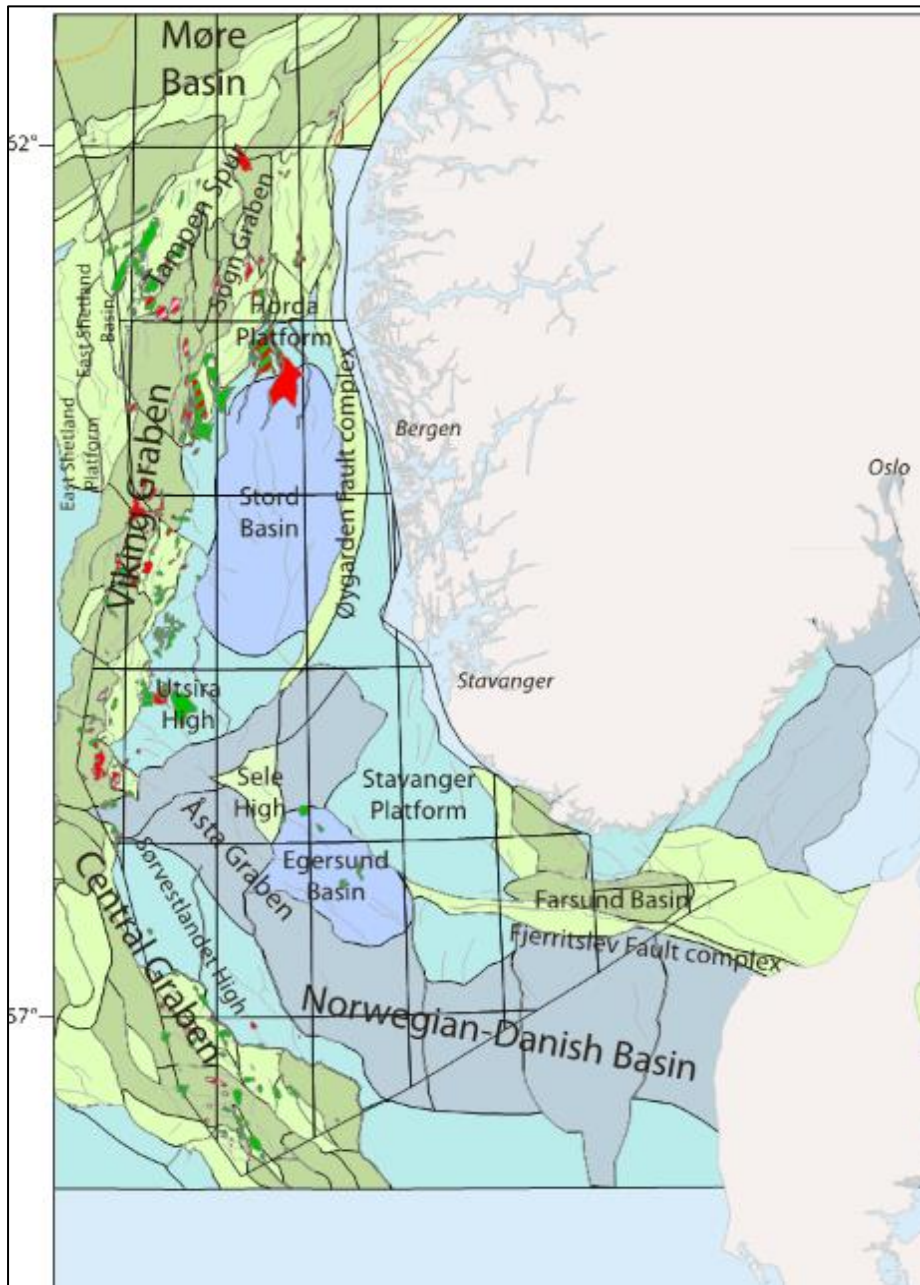 Møre
Basin
62°
Tampen Spur
Sogn Graben
East Shetland
Basin
Horda
Platform
East Shetland
Platform
Viking Graben
Stord
Basin
Øygarden Fault complex
Bergen
Oslo
Utsira
High
Stavanger
Sele
High
Stavanger
Platform
Åsta Graben
Egersund
Basin
Sørvestlandet High
Central Graben
Farsund Basin
Fjerritslev Fault complex
57°
Norwegian-Danish Basin